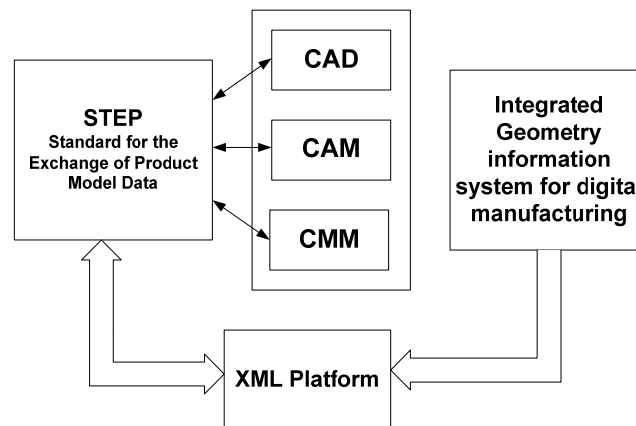 STEP
Standard for the
Exchange of Product
Model Data
CAD
CAM
CMM
Integrated
Geometry
information
system for digita
manufacturing
XML Platform